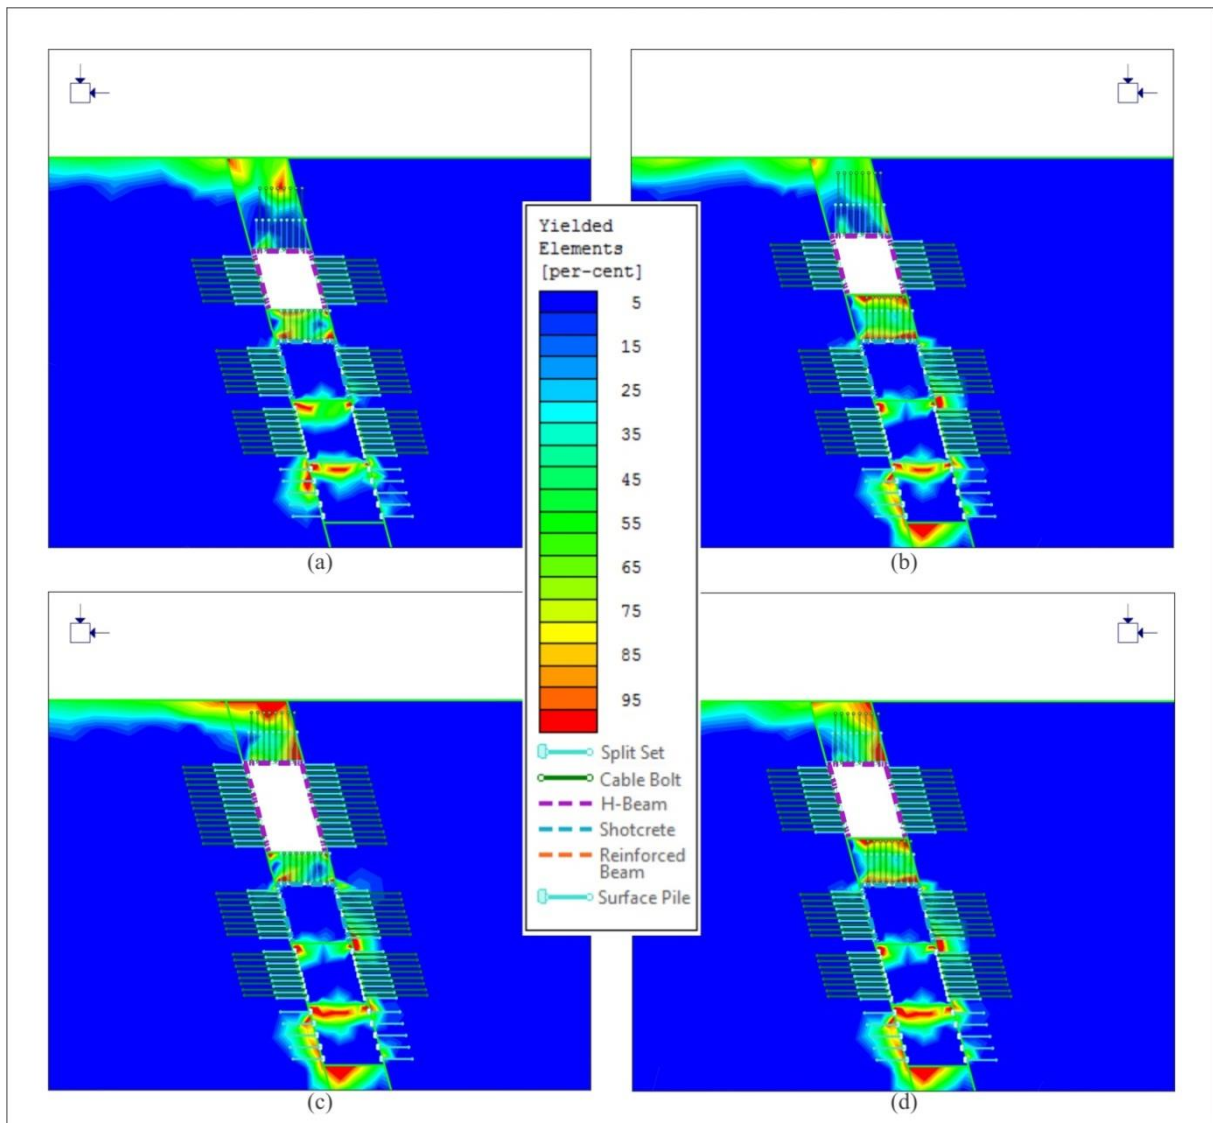 Yielded
Elements
[per-cent]
5
15
25
35
45
55
65
75
85
95
Split Set
Cable Bolt
H-Beam
Shotcrete
Reinforced
Beam
Surface Pile
(a)
(b)
(c)
(d)